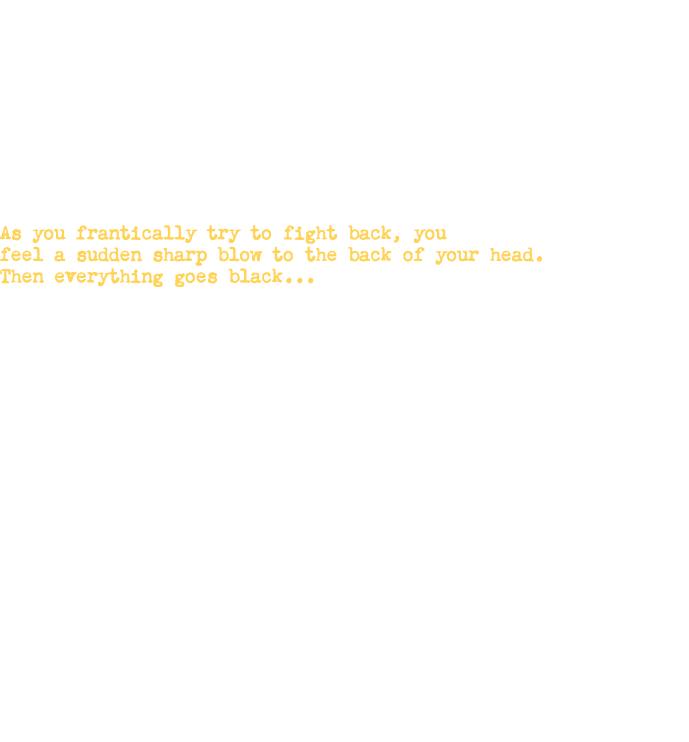 As you frantically try to fight back, you
feel a sudden sharp blow to the back of your head.
Then everything goes black...